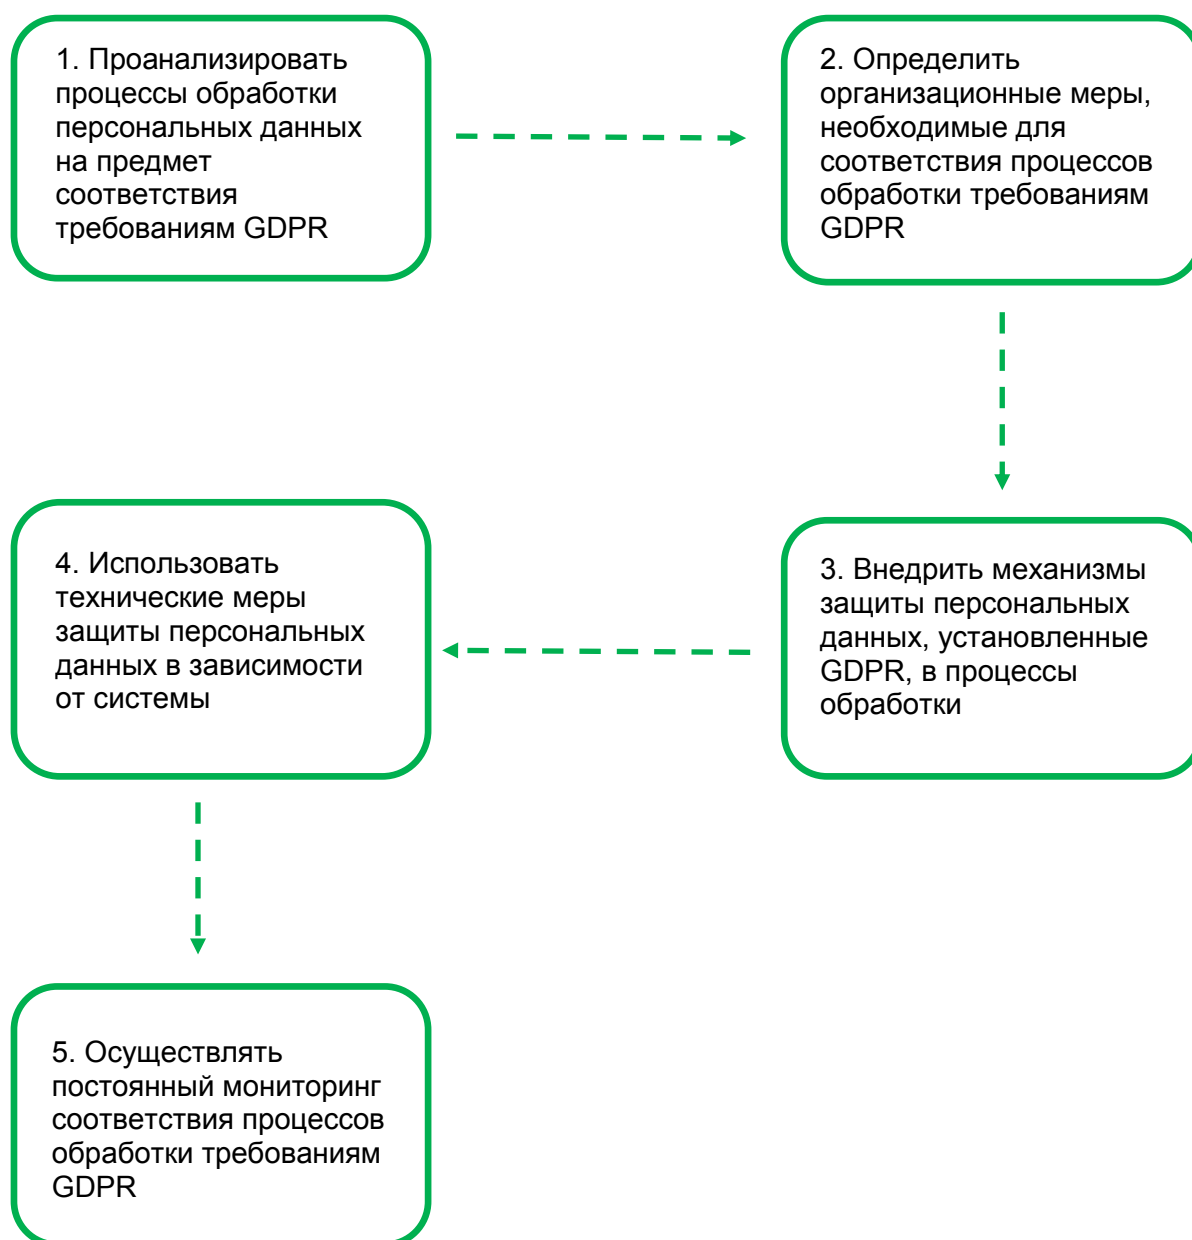 1. Проанализировать
процессы обработки
персональных данных
на предмет
соответствия
требованиям GDPR
2. Определить
организационные меры,
необходимые для
соответствия процессов
обработки требованиям
GDPR
3. Внедрить механизмы
защиты персональных
данных, установленные
GDPR, в процессы
обработки
4. Использовать
технические меры
защиты персональных
данных в зависимости
от системы
5. Осуществлять
постоянный мониторинг
соответствия процессов
обработки требованиям
GDPR